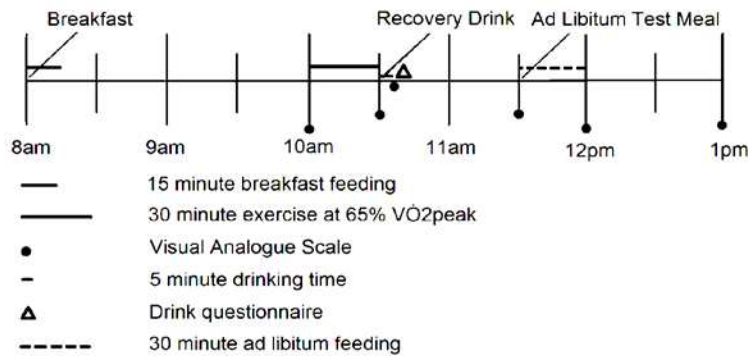 Breakfast
Recovery Drink
Ad Libitum Test Meal
8am
9am
10am
11am
12pm
1pm
15 minute breakfast feeding
30 minute exercise at 65% VȮ2peak
Visual Analogue Scale
5 minute drinking time
Drink questionnaire
30 minute ad libitum feeding